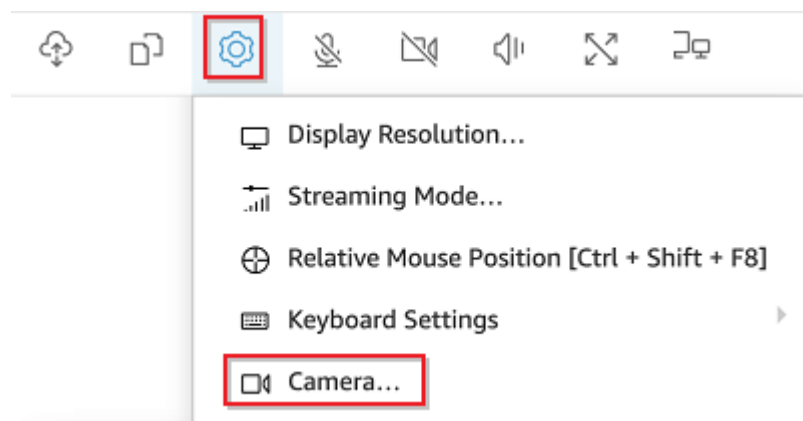 Display Resolution...
Streaming Mode...
Relative Mouse Position [Ctrl + Shift + F8]
Keyboard Settings
Camera...